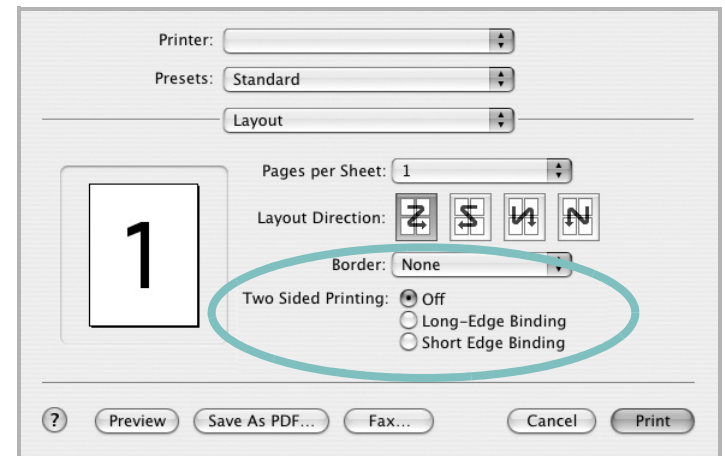 Printer:
Presets: Standard
Layout
Pages per Sheet: 1
1
Layout Direction:
Border: None
Two Sided Printing: Off
Long-Edge Binding
Short Edge Binding
? Preview Save As PDF... Fax... Cancel Print